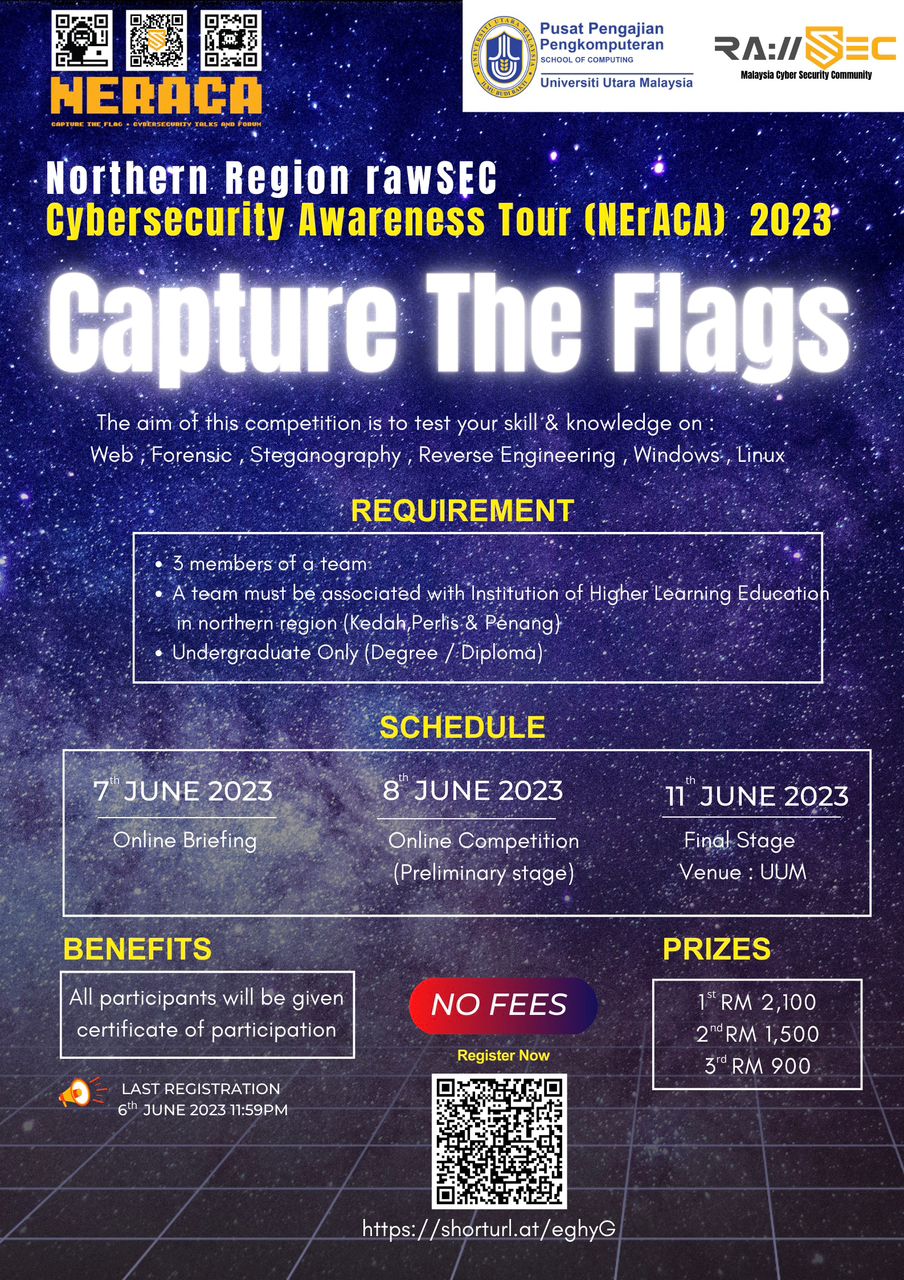 NERACA
CAPTURE THE FLAG • CYBERSECURITY TALKS AND FORUM
Pusat Pengajian
Pengkomputeran
SCHOOL OF COMPUTING
Universiti Utara Malaysia
UNIVERSITI UTARA MALAYSIA
ILMU BUDI BAKTI
RA://SEC
Malaysia Cyber Security Community
Northern Region rawSEC
Cybersecurity Awareness Tour (NErACA) 2023
Capture The Flags
The aim of this competition is to test your skill & knowledge on :
Web , Forensic , Steganography , Reverse Engineering , Windows , Linux
REQUIREMENT
• 3 members of a team
• A team must be associated with Institution of Higher Learning Education
in northern region (Kedah,Perlis & Penang)
• Undergraduate Only (Degree / Diploma)
SCHEDULE
7th JUNE 2023
Online Briefing
8th JUNE 2023
Online Competition
(Preliminary stage)
11th JUNE 2023
Final Stage
Venue : UUM
BENEFITS
All participants will be given
certificate of participation
LAST REGISTRATION
6th JUNE 2023 11:59PM
NO FEES
Register Now
https://shorturl.at/eghyG
PRIZES
1st RM 2,100
2nd RM 1,500
3rd RM 900